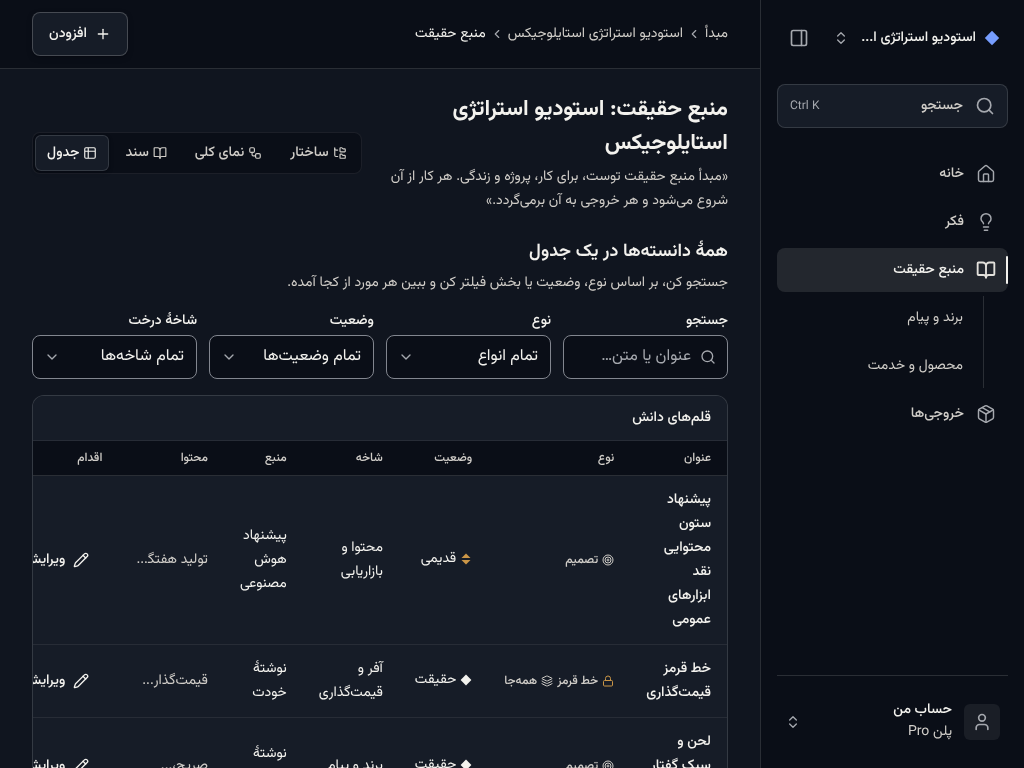 استودیو استراتژی ا...
جستجو
Ctrl K
خانه
فکر
منبع حقیقت
برند و پیام
محصول و خدمت
خروجی‌ها
حساب من
پلن Pro
مبدأ
استودیو استراتژی استایلوجیکس
منبع حقیقت
افزودن
منبع حقیقت: استودیو استراتژی
استایلوجیکس
«مبدأ منبع حقیقت توست، برای کار، پروژه و زندگی. هر کار از آن
شروع می‌شود و هر خروجی به آن برمی‌گردد.»
ساختار
نمای کلی
سند
جدول
همهٔ دانسته‌ها در یک جدول
جستجو کن، بر اساس نوع، وضعیت یا بخش فیلتر کن و ببین هر مورد از کجا آمده.
جستجو
نوع
وضعیت
شاخهٔ درخت
عنوان یا متن...
تمام انواع
تمام وضعیت‌ها
تمام شاخه‌ها
قلم‌های دانش
عنوان نوع وضعیت شاخه منبع محتوا اقدام
پیشنهاد
ستون
محتوایی
نقد
ابزارهای
عمومی
تصمیم
قدیمی
محتوا و
بازاریابی
پیشنهاد
هوش
مصنوعی
تولید هفتگ...
ویرایش
خط قرمز
قیمت‌گذاری
خط قرمز
همه‌جا
حقیقت
آفر و
قیمت‌گذاری
نوشتهٔ
خودت
قیمت‌گذار...
ویرایش
لحن و
سبک گفتار
تصمیم
حقیقت
برند و پیام
نوشتهٔ
صریح،...
ویرایش